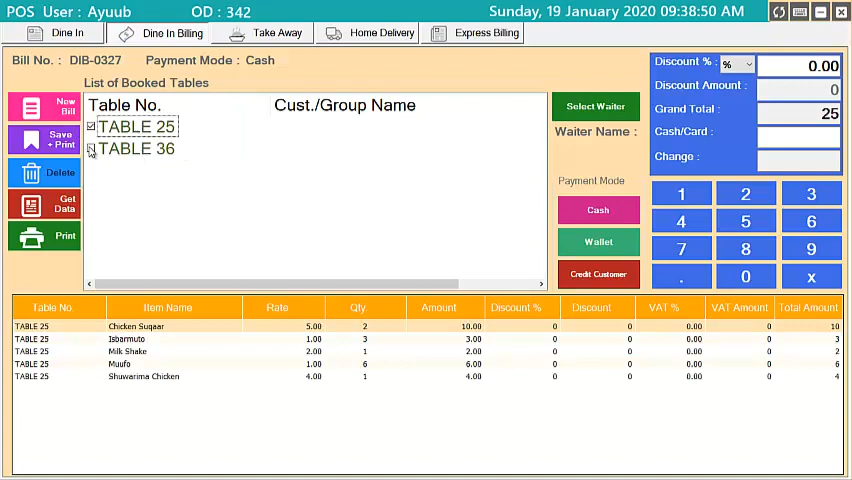 POS User : Ayuub OD : 342 Sunday, 19 January 2020 09:38:50 AM
Dine In Dine In Billing Take Away Home Delivery Express Billing
Bill No. : DIB-0327 Payment Mode : Cash
List of Booked Tables
Table No. Cust./Group Name
TABLE 25
TABLE 36
New Bill
Save + Print
Delete
Get Data
Print
Select Waiter
Waiter Name :
Payment Mode
Cash
Wallet
Credit Customer
Discount % : % 0.00
Discount Amount : 0
Grand Total : 25
Cash/Card :
Change :
1 2 3
4 5 6
7 8 9
. 0 x
Table No. Item Name Rate Qty. Amount Discount % Discount VAT % VAT Amount Total Amount
TABLE 25 Chicken Suqaar 5.00 2 10.00 0 0 0.00 0 10
TABLE 25 Isbarmuto 1.00 3 3.00 0 0 0.00 0 3
TABLE 25 Milk Shake 2.00 1 2.00 0 0 0.00 0 2
TABLE 25 Muufo 1.00 6 6.00 0 0 0.00 0 6
TABLE 25 Shuwarima Chicken 4.00 1 4.00 0 0 0.00 0 4